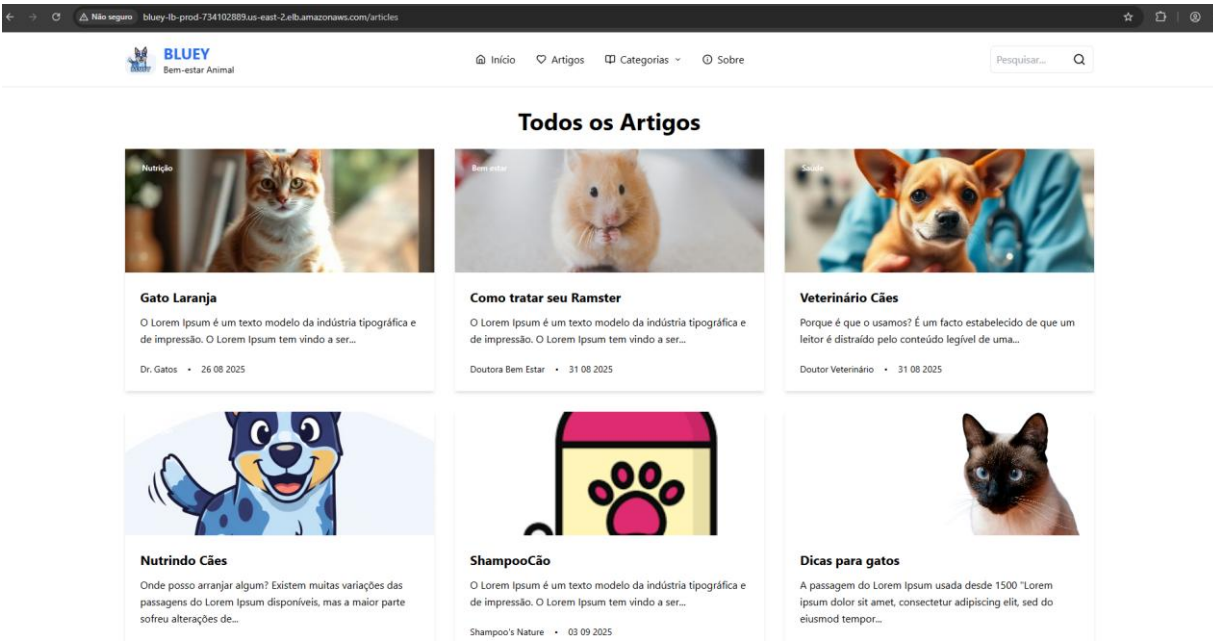 Não seguro bluey-lb-prod-734102889.us-east-2.elb.amazonaws.com/articles
BLUEY
Bem-estar Animal
Início Artigos Categorias Sobre
Pesquisar...
Todos os Artigos
Nutrição
Gato Laranja
O Lorem Ipsum é um texto modelo da indústria tipográfica e
de impressão. O Lorem Ipsum tem vindo a ser...
Dr. Gatos • 26 08 2025
Bem estar
Como tratar seu Ramster
O Lorem Ipsum é um texto modelo da indústria tipográfica e
de impressão. O Lorem Ipsum tem vindo a ser...
Doutora Bem Estar • 31 08 2025
Saúde
Veterinário Cães
Porque é que o usamos? É um facto estabelecido de que um
leitor é distraído pelo conteúdo legível de uma...
Doutor Veterinário • 31 08 2025
Nutrindo Cães
Onde posso arranjar algum? Existem muitas variações das
passagens do Lorem Ipsum disponíveis, mas a maior parte
sofreu alterações de...
ShampooCão
O Lorem Ipsum é um texto modelo da indústria tipográfica e
de impressão. O Lorem Ipsum tem vindo a ser...
Shampoo's Nature • 03 09 2025
Dicas para gatos
A passagem do Lorem Ipsum usada desde 1500 "Lorem
ipsum dolor sit amet, consectetur adipiscing elit, sed do
eiusmod tempor...